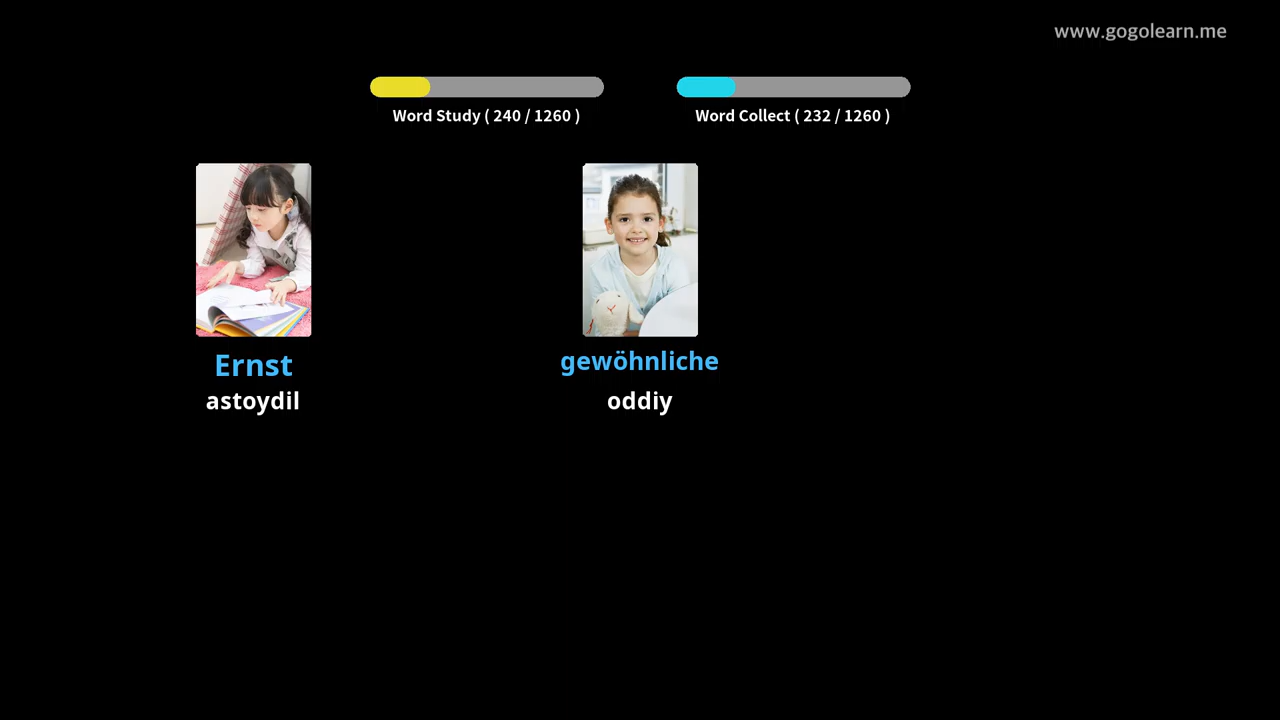 www.gogolearn.me
Word Study ( 240 / 1260 )
Word Collect ( 232 / 1260 )
Ernst
astoydil
gewöhnliche
oddiy